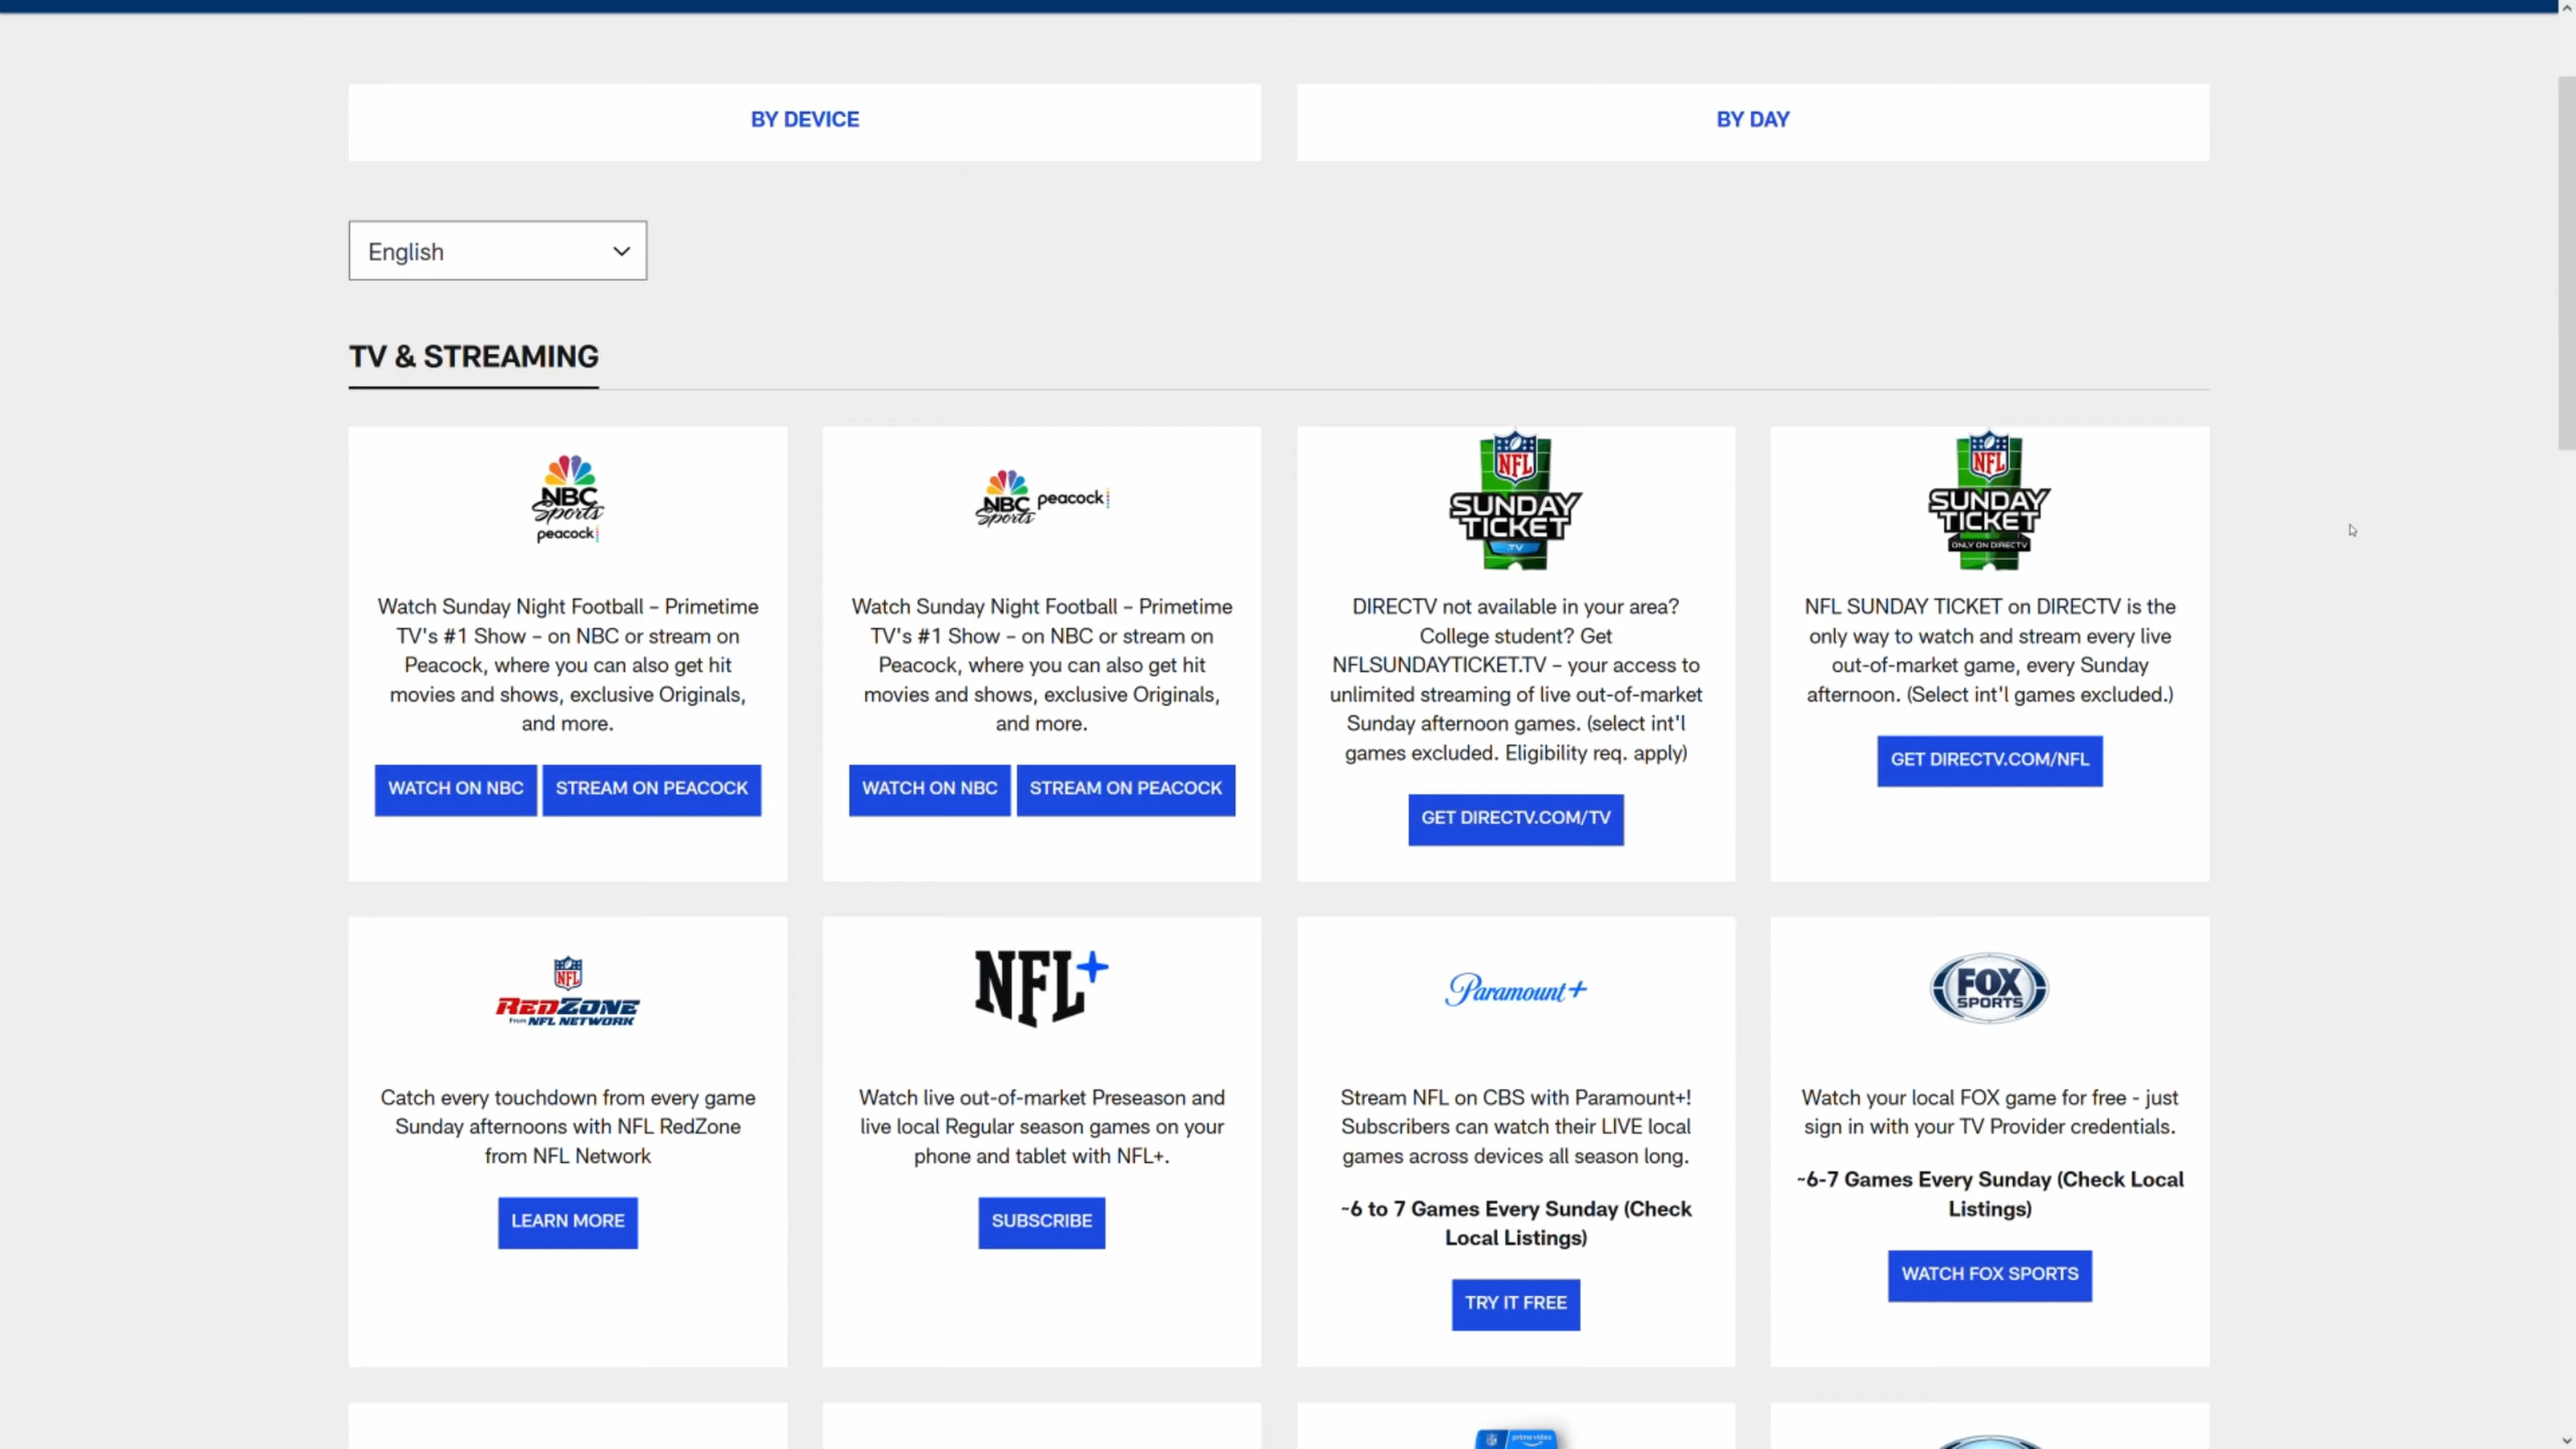 BY DEVICE
BY DAY
English
TV & STREAMING
NBC
Sports
peacock
Watch Sunday Night Football – Primetime
TV's #1 Show – on NBC or stream on
Peacock, where you can also get hit
movies and shows, exclusive Originals,
and more.
WATCH ON NBC
STREAM ON PEACOCK
NBC
Sports
peacock
Watch Sunday Night Football – Primetime
TV's #1 Show – on NBC or stream on
Peacock, where you can also get hit
movies and shows, exclusive Originals,
and more.
WATCH ON NBC
STREAM ON PEACOCK
NFL
SUNDAY
TICKET
.TV
DIRECTV not available in your area?
College student? Get
NFLSUNDAYTICKET.TV – your access to
unlimited streaming of live out-of-market
Sunday afternoon games. (select int'l
games excluded. Eligibility req. apply)
GET DIRECTV.COM/TV
NFL
SUNDAY
TICKET
ONLY ON DIRECTV
NFL SUNDAY TICKET on DIRECTV is the
only way to watch and stream every live
out-of-market game, every Sunday
afternoon. (Select int'l games excluded.)
GET DIRECTV.COM/NFL
NFL
REDZONE
From NFL NETWORK
Catch every touchdown from every game
Sunday afternoons with NFL RedZone
from NFL Network
LEARN MORE
NFL+
Watch live out-of-market Preseason and
live local Regular season games on your
phone and tablet with NFL+.
SUBSCRIBE
Paramount+
Stream NFL on CBS with Paramount+!
Subscribers can watch their LIVE local
games across devices all season long.
~6 to 7 Games Every Sunday (Check
Local Listings)
TRY IT FREE
FOX
SPORTS
Watch your local FOX game for free - just
sign in with your TV Provider credentials.
~6-7 Games Every Sunday (Check Local
Listings)
WATCH FOX SPORTS
prime video